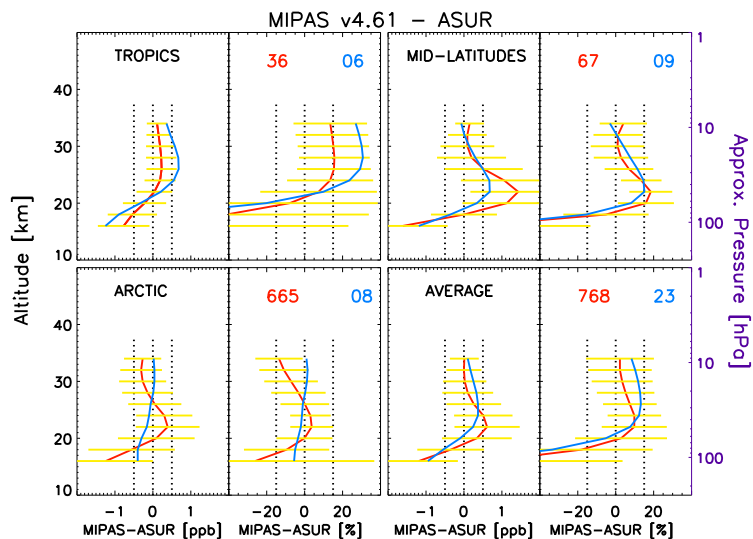 MIPAS v4.61 − ASUR
TROPICS 36 06 MID−LATITUDES 67 09
40
30
20
10
1
10
100
ARCTIC 665 08 AVERAGE 768 23
40
30
20
10
1
10
100
Altitude [km]
Approx. Pressure [hPa]
−1 0 1 −20 0 20 −1 0 1 −20 0 20
MIPAS−ASUR [ppb] MIPAS−ASUR [%] MIPAS−ASUR [ppb] MIPAS−ASUR [%]